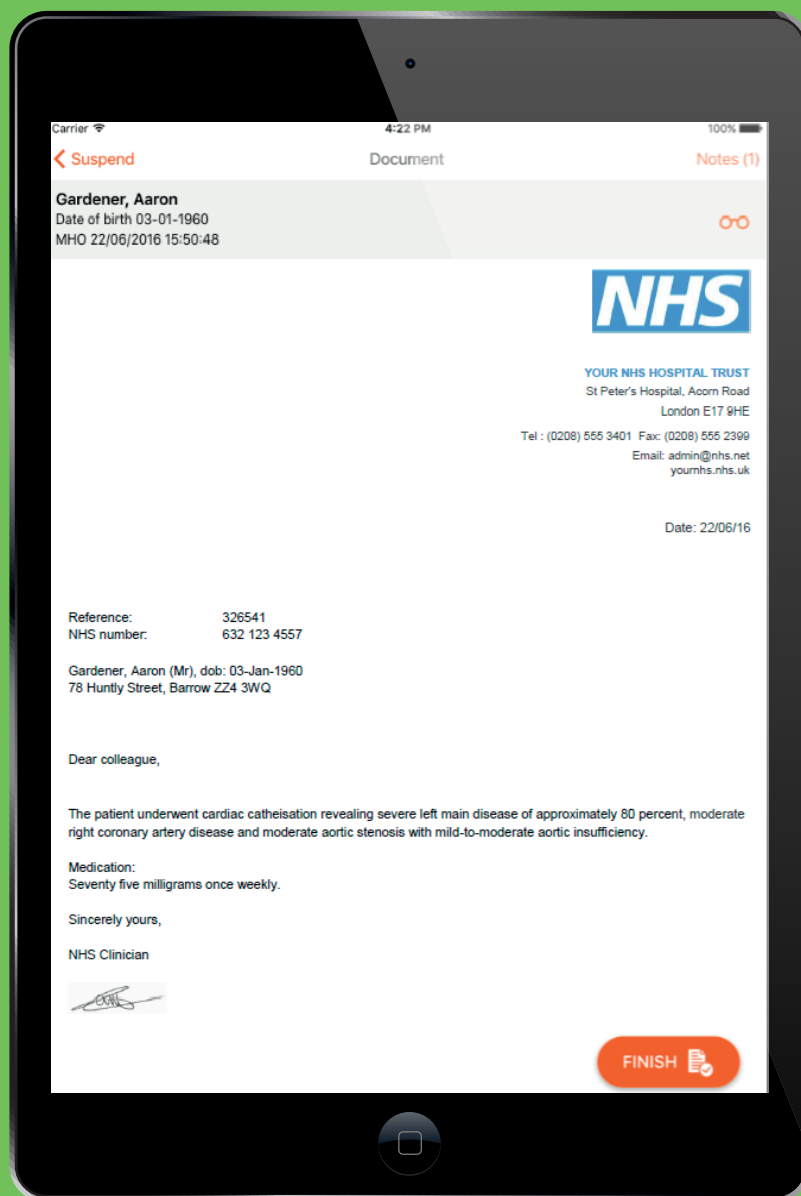 Carrier 4:22 PM 100%
Suspend Document Notes (1)
Gardener, Aaron
Date of birth 03-01-1960
MHO 22/06/2016 15:50:48
NHS
YOUR NHS HOSPITAL TRUST
St Peter's Hospital, Acorn Road
London E17 9HE
Tel : (0208) 555 3401 Fax: (0208) 555 2399
Email: admin@nhs.net
yournhs.nhs.uk
Date: 22/06/16
Reference: 326541
NHS number: 632 123 4557
Gardener, Aaron (Mr), dob: 03-Jan-1960
78 Huntly Street, Barrow ZZ4 3WQ
Dear colleague,
The patient underwent cardiac catheisation revealing severe left main disease of approximately 80 percent, moderate
right coronary artery disease and moderate aortic stenosis with mild-to-moderate aortic insufficiency.
Medication:
Seventy five milligrams once weekly.
Sincerely yours,
NHS Clinician
FINISH